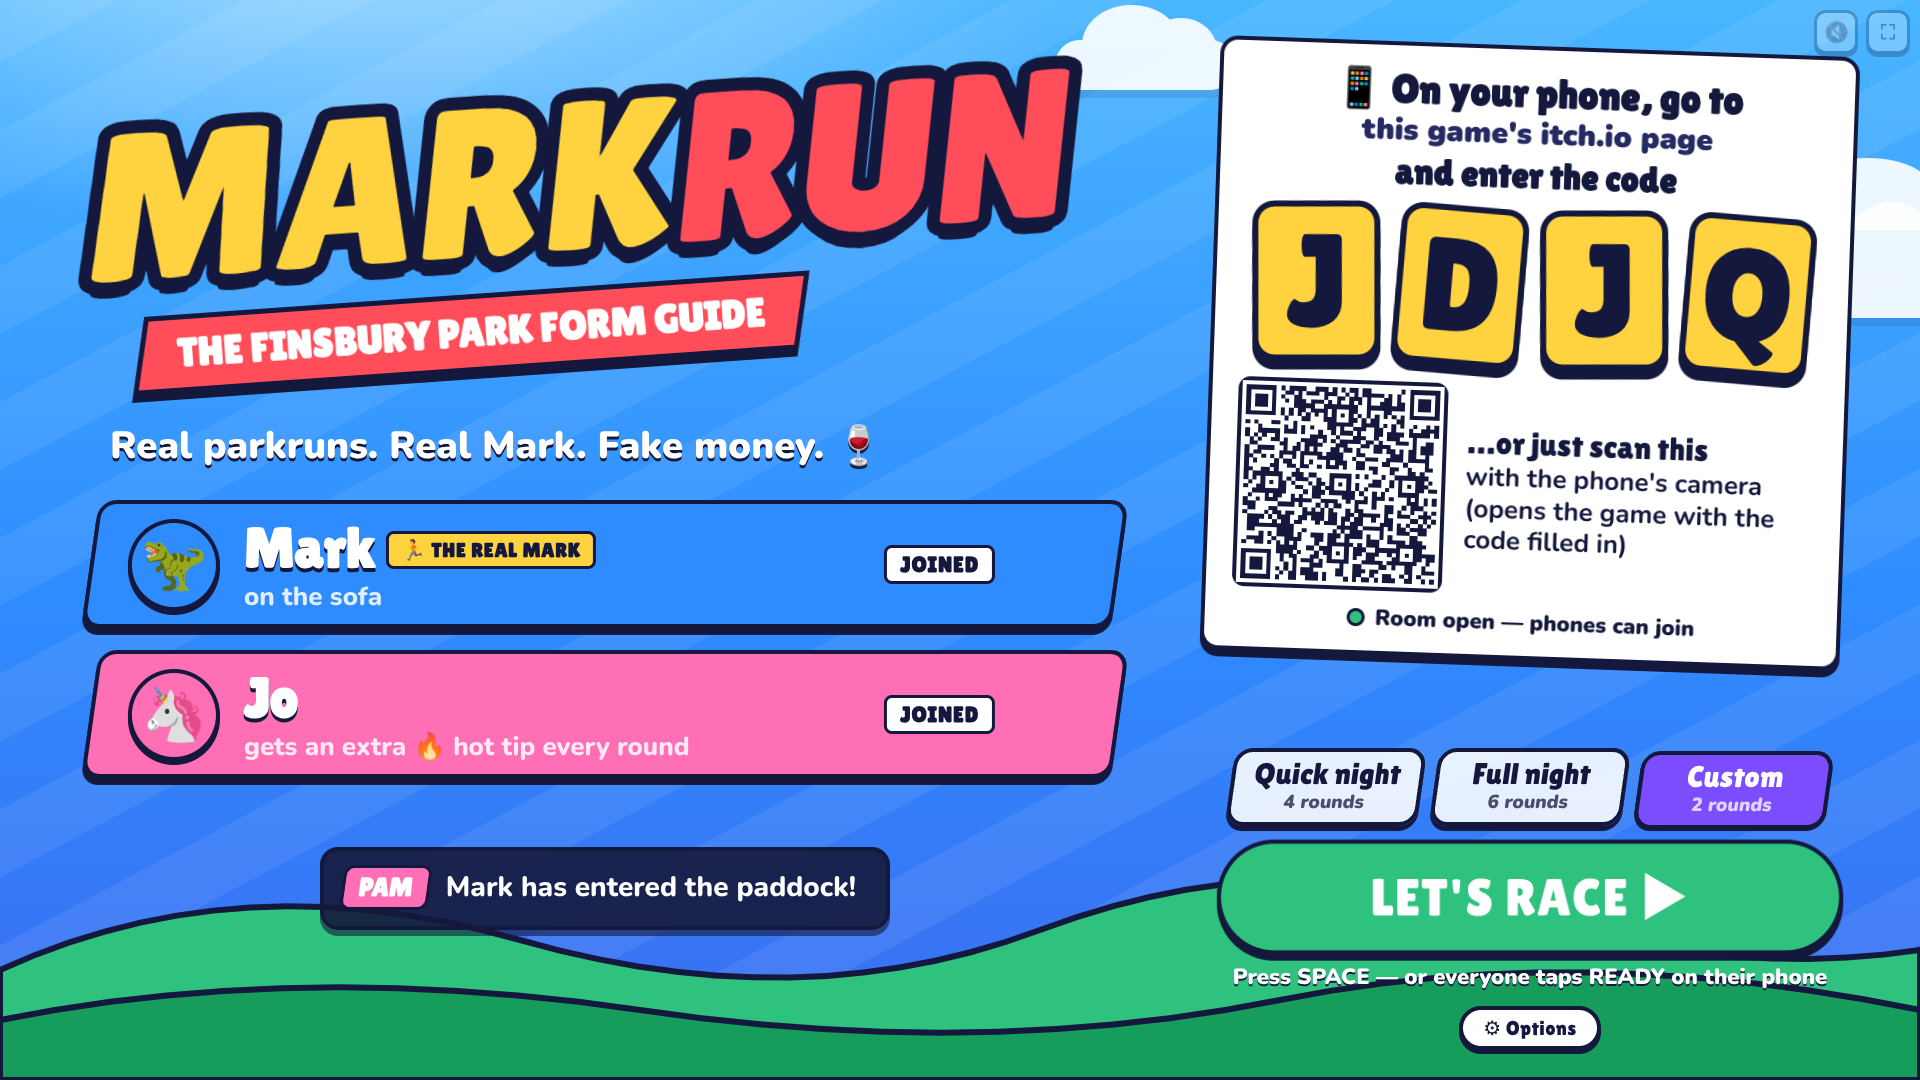 MARKRUN
THE FINSBURY PARK FORM GUIDE
Real parkruns. Real Mark. Fake money. 🍷
Mark
🏃 THE REAL MARK
on the sofa
JOINED
Jo
gets an extra 🔥 hot tip every round
JOINED
PAM Mark has entered the paddock!
📱 On your phone, go to
this game's itch.io page
and enter the code
J D J Q
...or just scan this
with the phone's camera
(opens the game with the
code filled in)
Room open — phones can join
Quick night
4 rounds
Full night
6 rounds
Custom
2 rounds
LET'S RACE ▶
Press SPACE — or everyone taps READY on their phone
⚙ Options